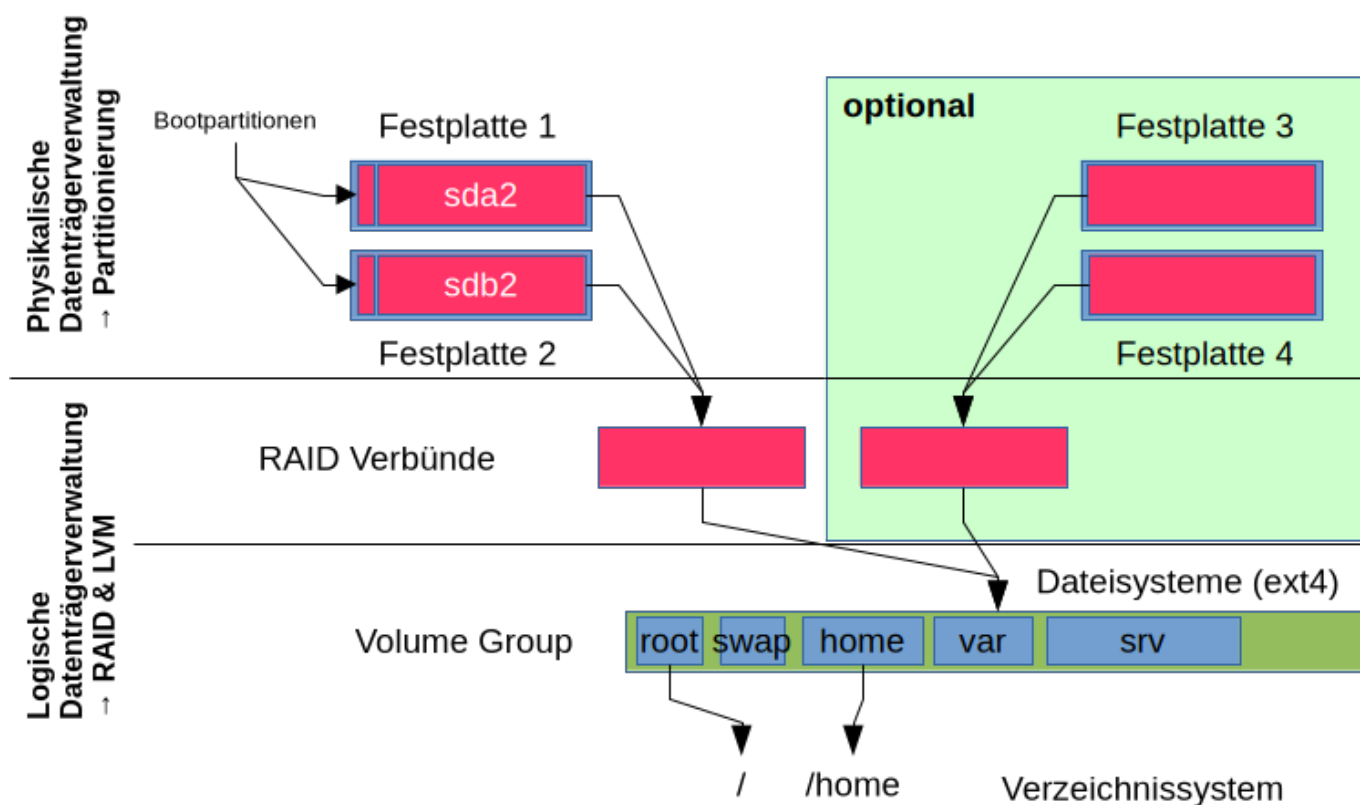 Physikalische
Datenträgerverwaltung
→ Partitionierung
Bootpartitionen
Festplatte 1
sda2
sdb2
Festplatte 2
optional
Festplatte 3
Festplatte 4
Logische
Datenträgerverwaltung
→ RAID & LVM
RAID Verbünde
Dateisysteme (ext4)
Volume Group
root
swap
home
var
srv
/
/home
Verzeichnissystem